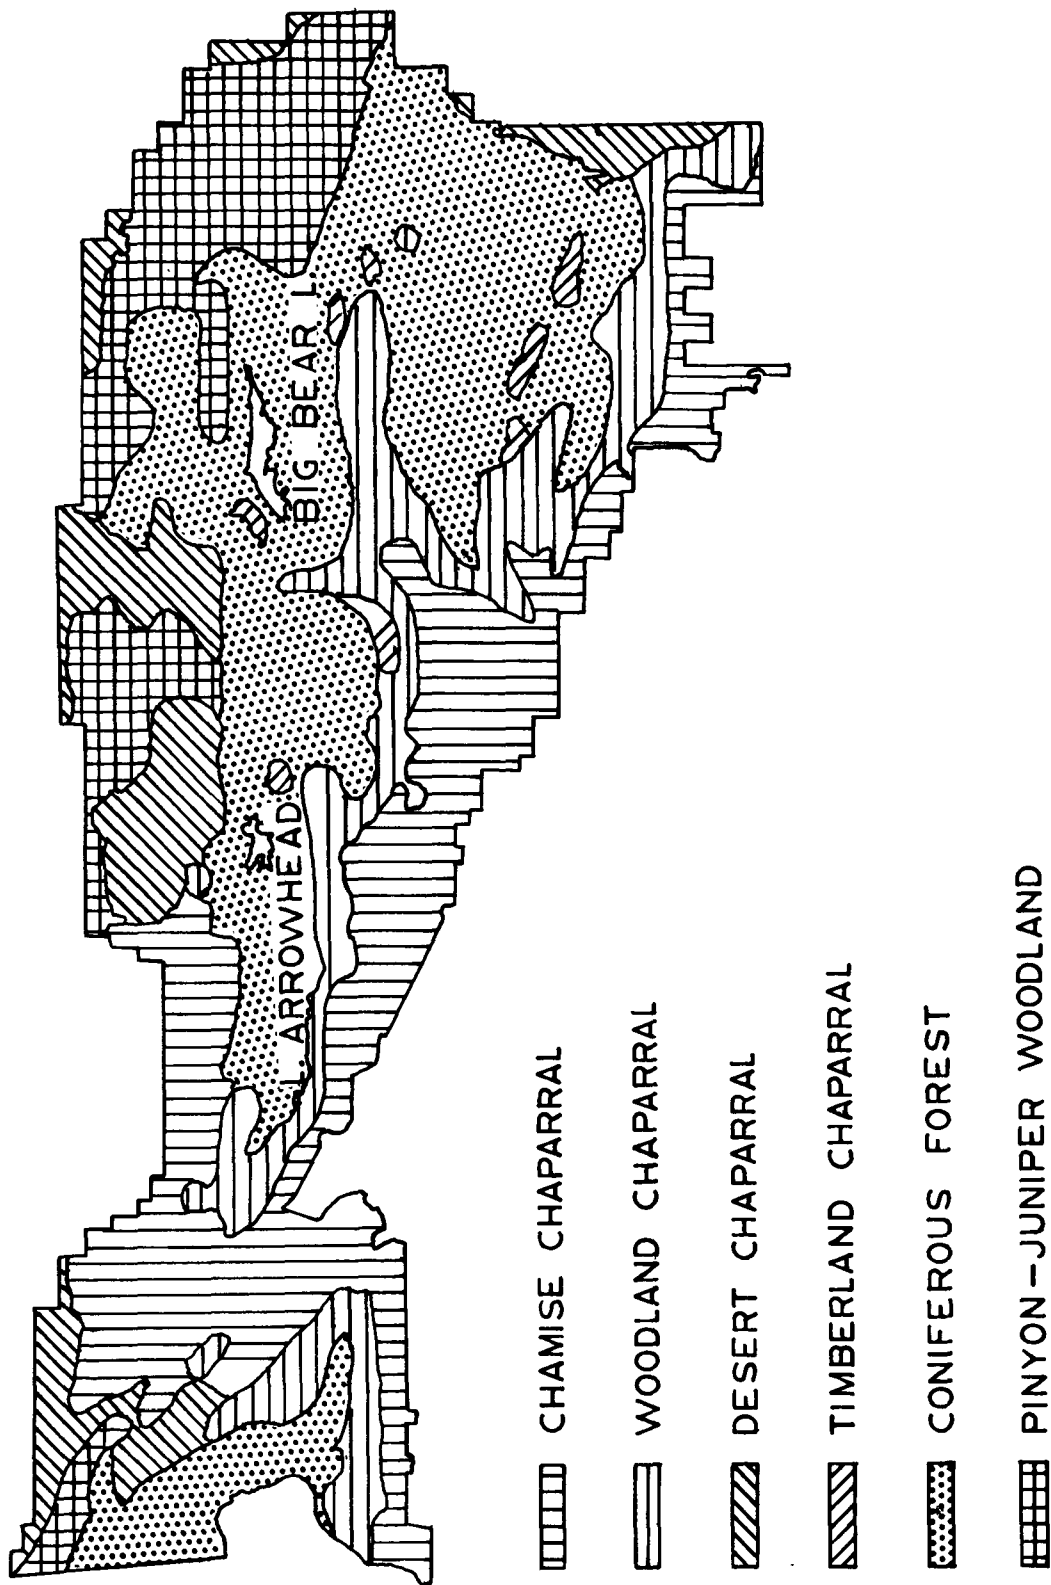 BIG BEAR L
L ARROWHEAD
CHAMISE CHAPARRAL
WOODLAND CHAPARRAL
DESERT CHAPARRAL
TIMBERLAND CHAPARRAL
CONIFEROUS FOREST
PINYON-JUNIPER WOODLAND